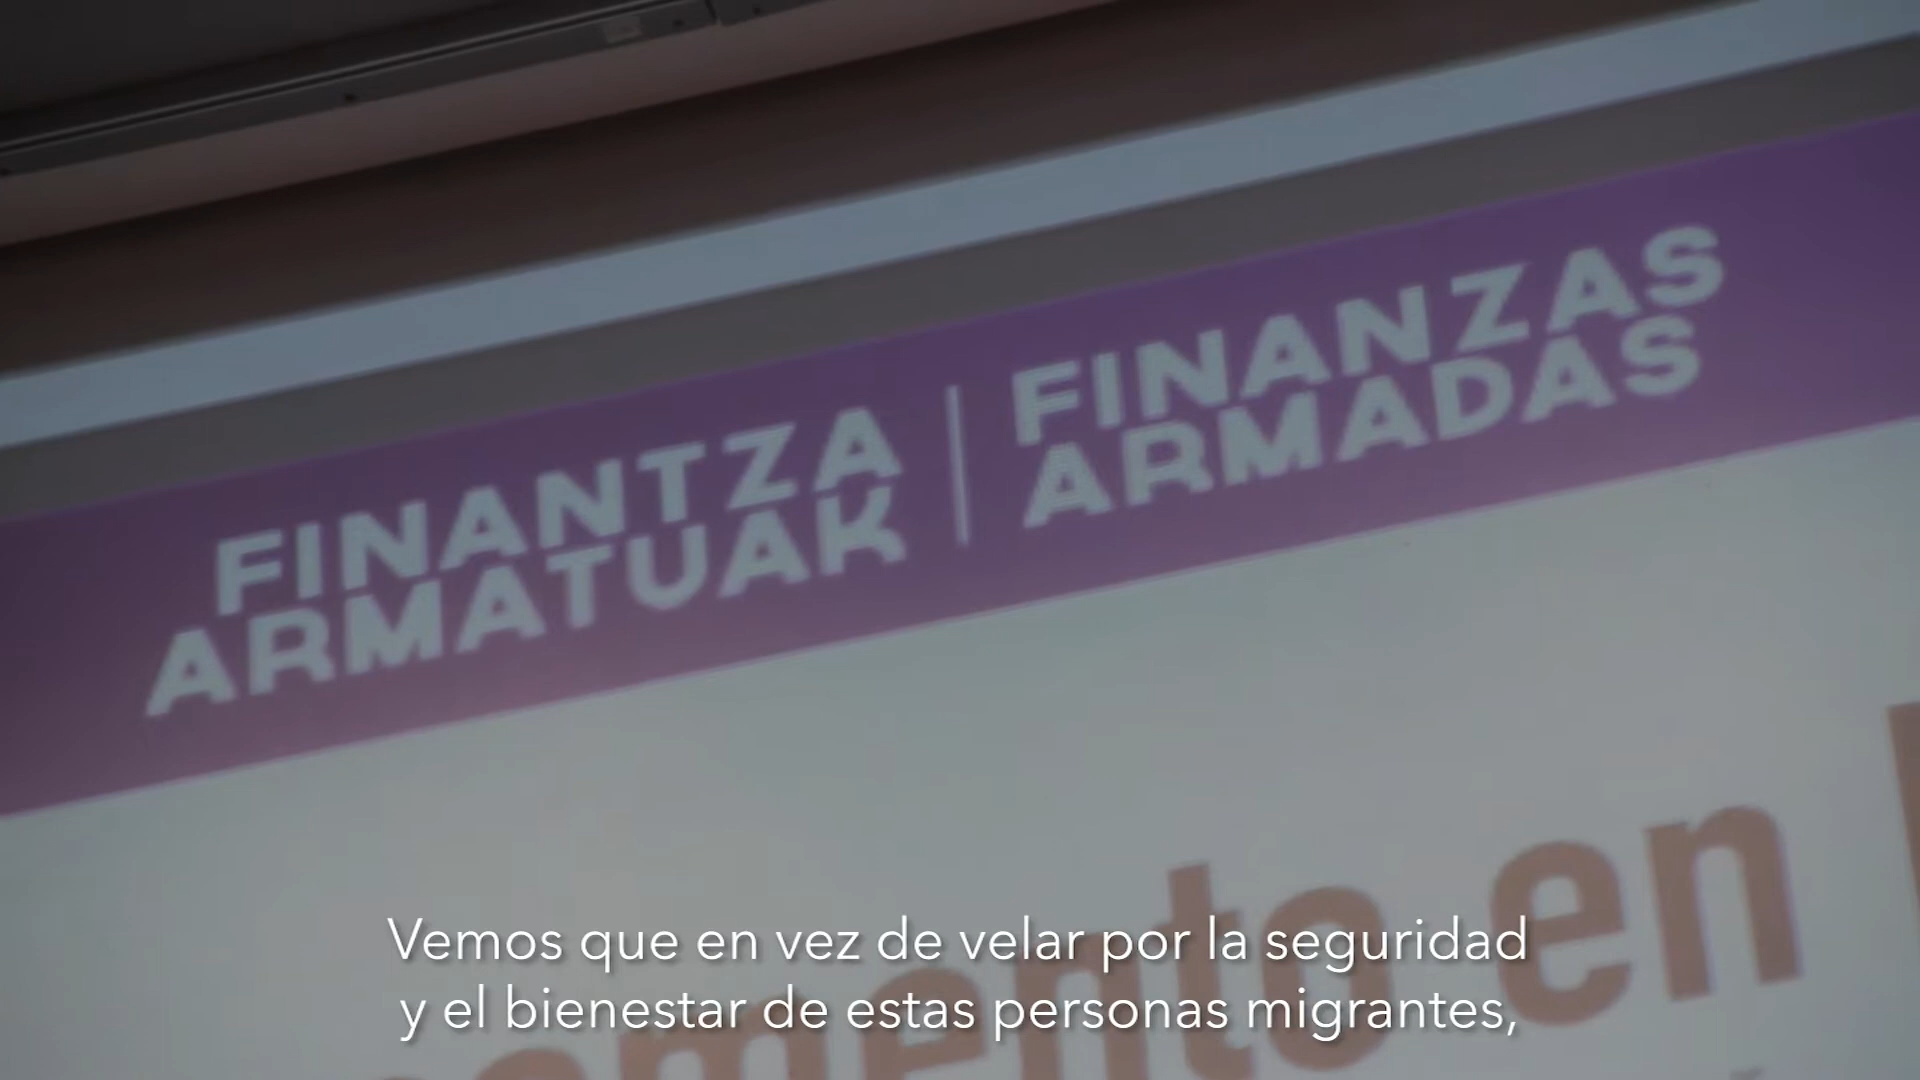 FINANTZA
ARMATUAK
FINANZAS
ARMADAS
en
Vemos que en vez de velar por la seguridad
y el bienestar de estas personas migrantes,